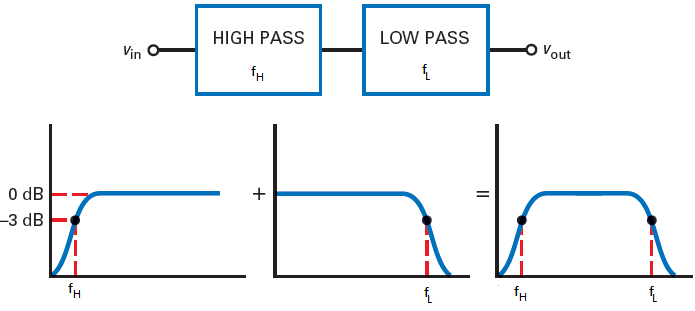 HIGH PASS LOW PASS
vin fH fL vout
0 dB + =
–3 dB
fH fL fH fL